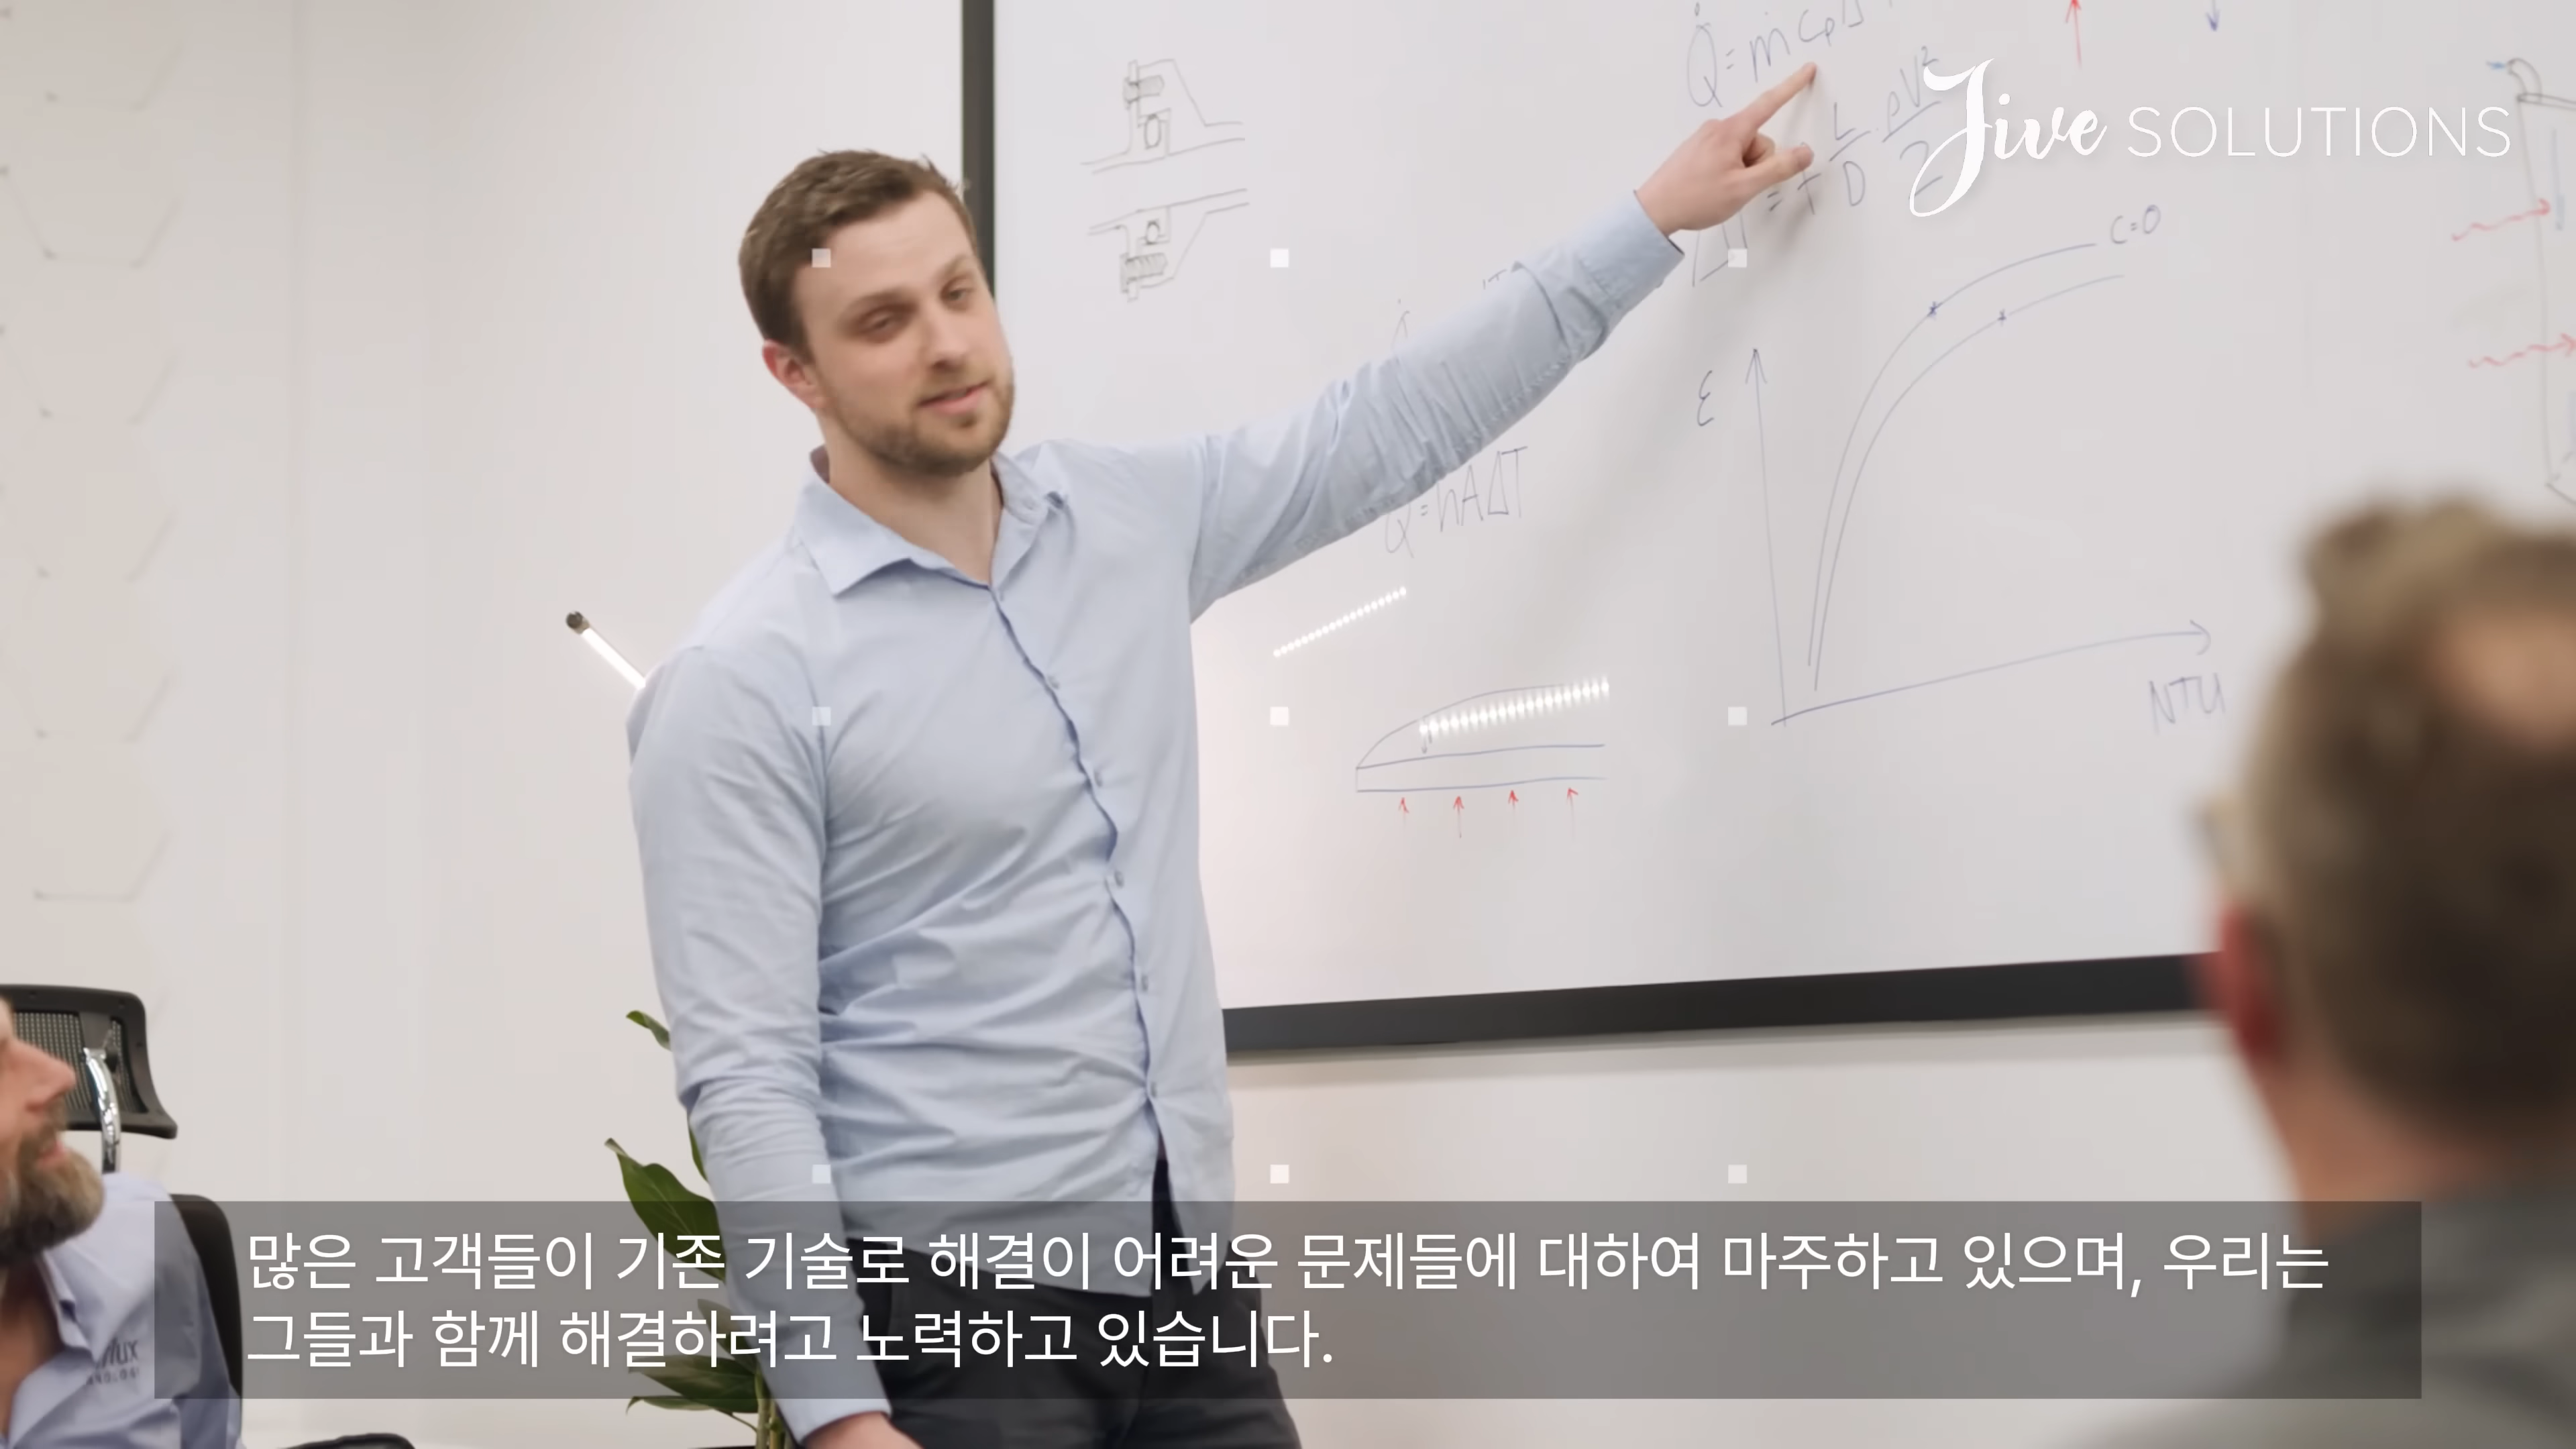 Q̇ = ṁ Cp Δ
Jive SOLUTIONS
= f L/D · ρV²/2
C=0
ε
Q̇ = hAΔT
NTU
많은 고객들이 기존 기술로 해결이 어려운 문제들에 대하여 마주하고 있으며, 우리는
그들과 함께 해결하려고 노력하고 있습니다.